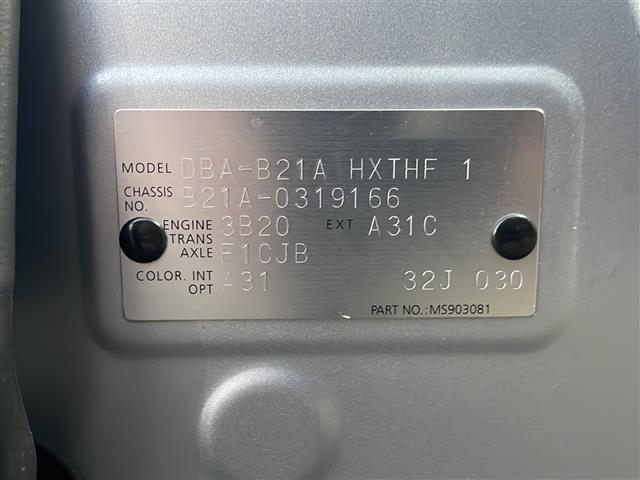 MODEL DBA-B21A HXTHF 1
CHASSIS NO. B21A-0319166
ENGINE 3B20 EXT A31C
TRANS AXLE F1CJB
COLOR. INT A31
OPT 32J 030
PART NO.:MS903081